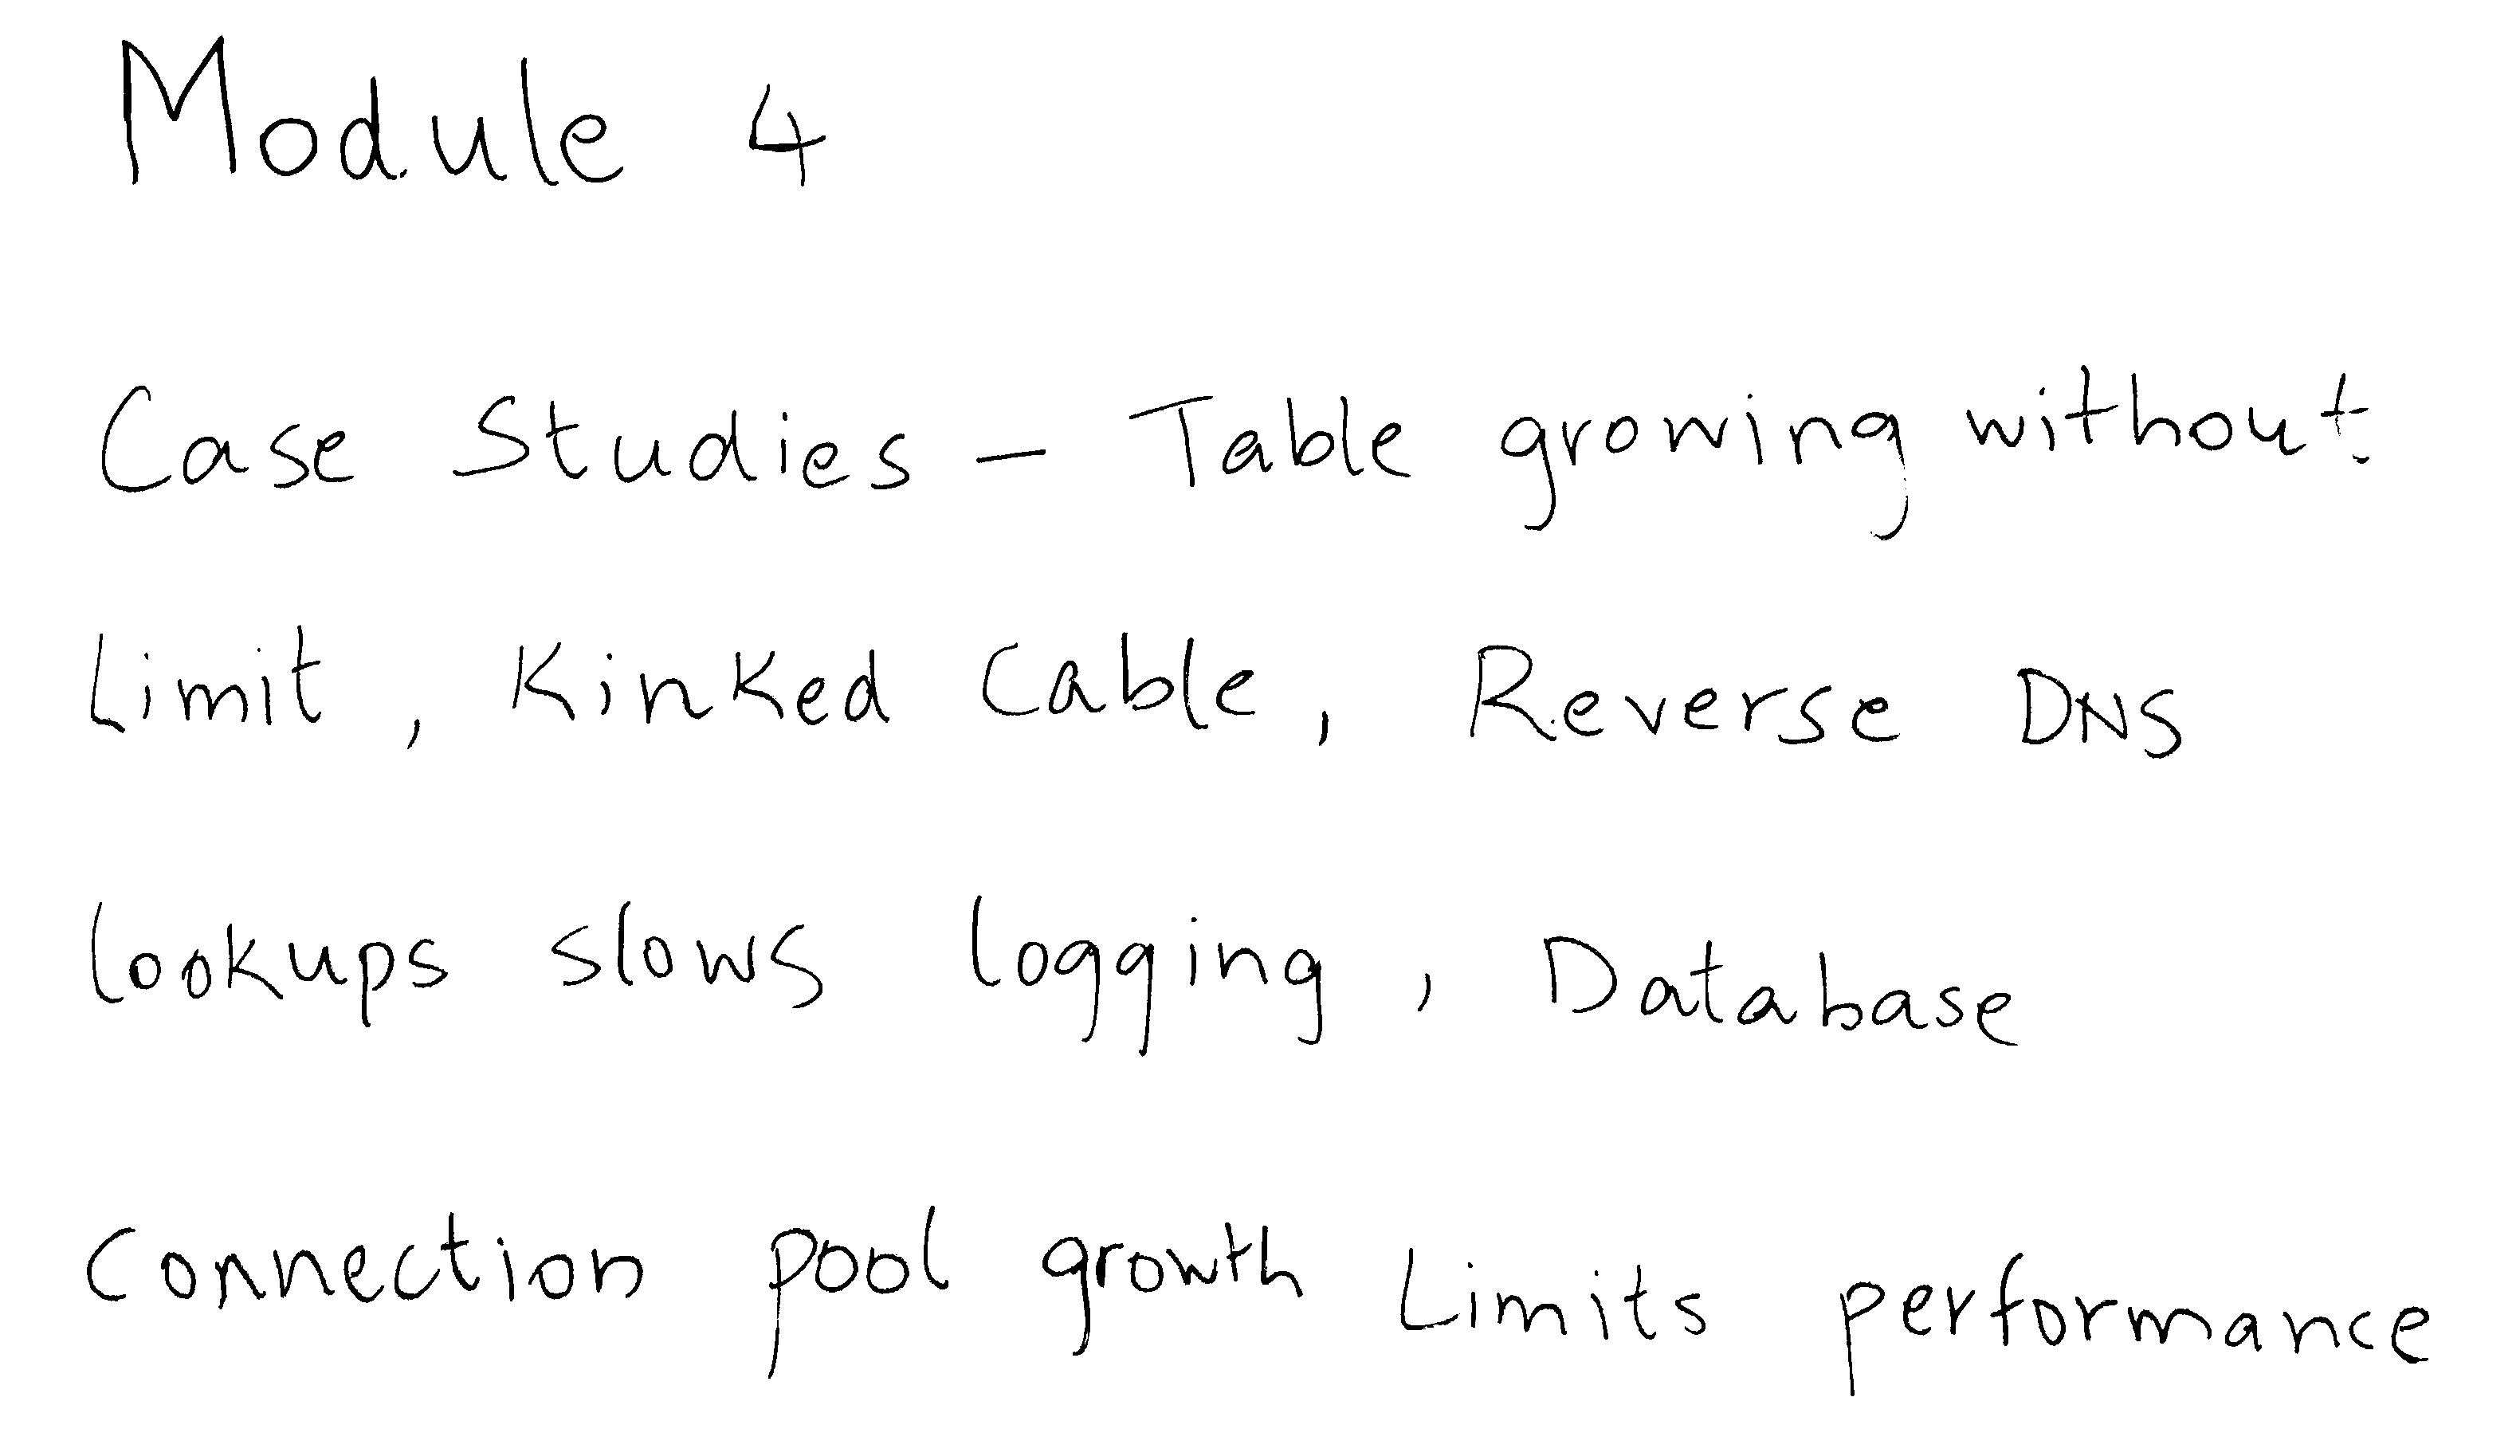 Module 4
Case Studies - Table growing without
Limit, Kinked Cable, Reverse DNS
lookups slows logging, Database
Connection pool growth Limits performance